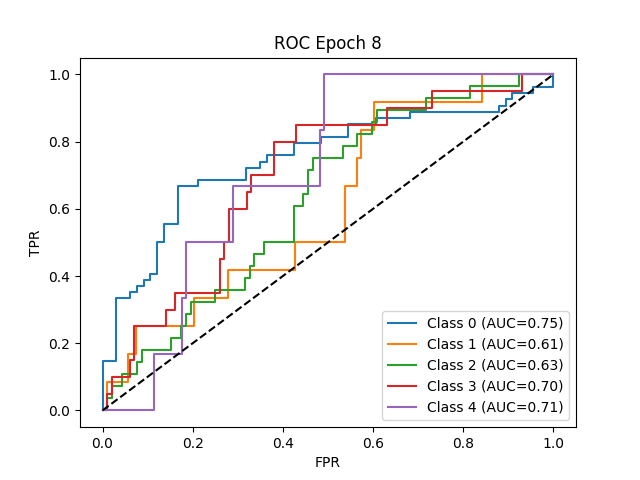 ROC Epoch 8
1.0
0.8
0.6
0.4
0.2
0.0
TPR
0.0 0.2 0.4 0.6 0.8 1.0
FPR
Class 0 (AUC=0.75)
Class 1 (AUC=0.61)
Class 2 (AUC=0.63)
Class 3 (AUC=0.70)
Class 4 (AUC=0.71)